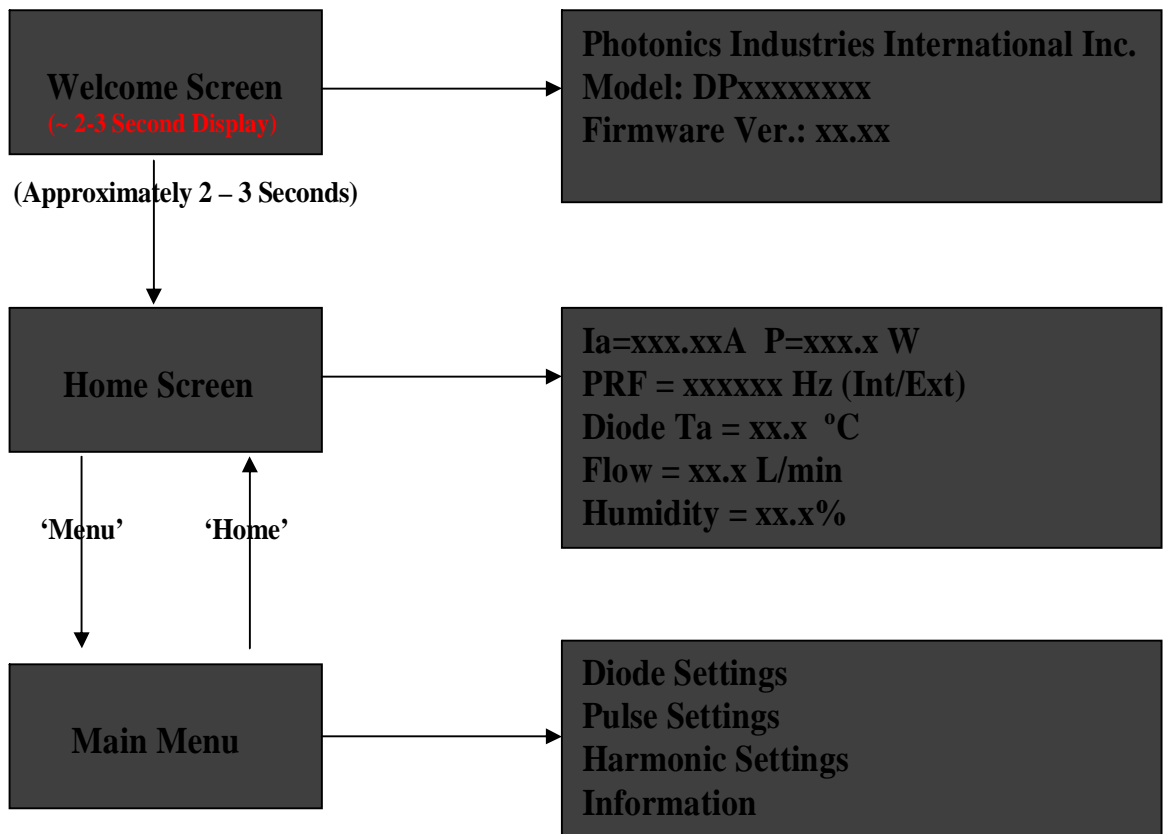 Welcome Screen
(~ 2-3 Second Display)
Photonics Industries International Inc.
Model: DPxxxxxxxx
Firmware Ver.: xx.xx
(Approximately 2 – 3 Seconds)
Home Screen
Ia=xxx.xxA P=xxx.x W
PRF = xxxxxx Hz (Int/Ext)
Diode Ta = xx.x ºC
Flow = xx.x L/min
Humidity = xx.x%
‘Menu’
‘Home’
Main Menu
Diode Settings
Pulse Settings
Harmonic Settings
Information